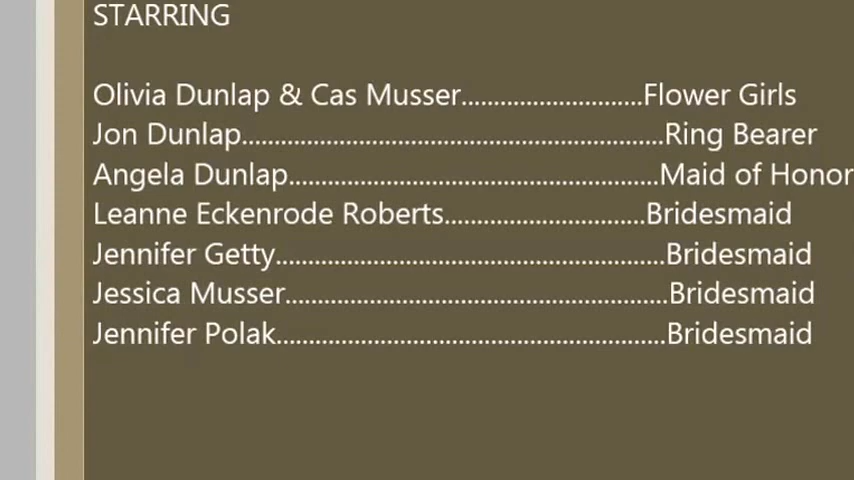 STARRING
Olivia Dunlap & Cas Musser............................Flower Girls
Jon Dunlap................................................................Ring Bearer
Angela Dunlap.........................................................Maid of Honor
Leanne Eckenrode Roberts...............................Bridesmaid
Jennifer Getty............................................................Bridesmaid
Jessica Musser...........................................................Bridesmaid
Jennifer Polak............................................................Bridesmaid